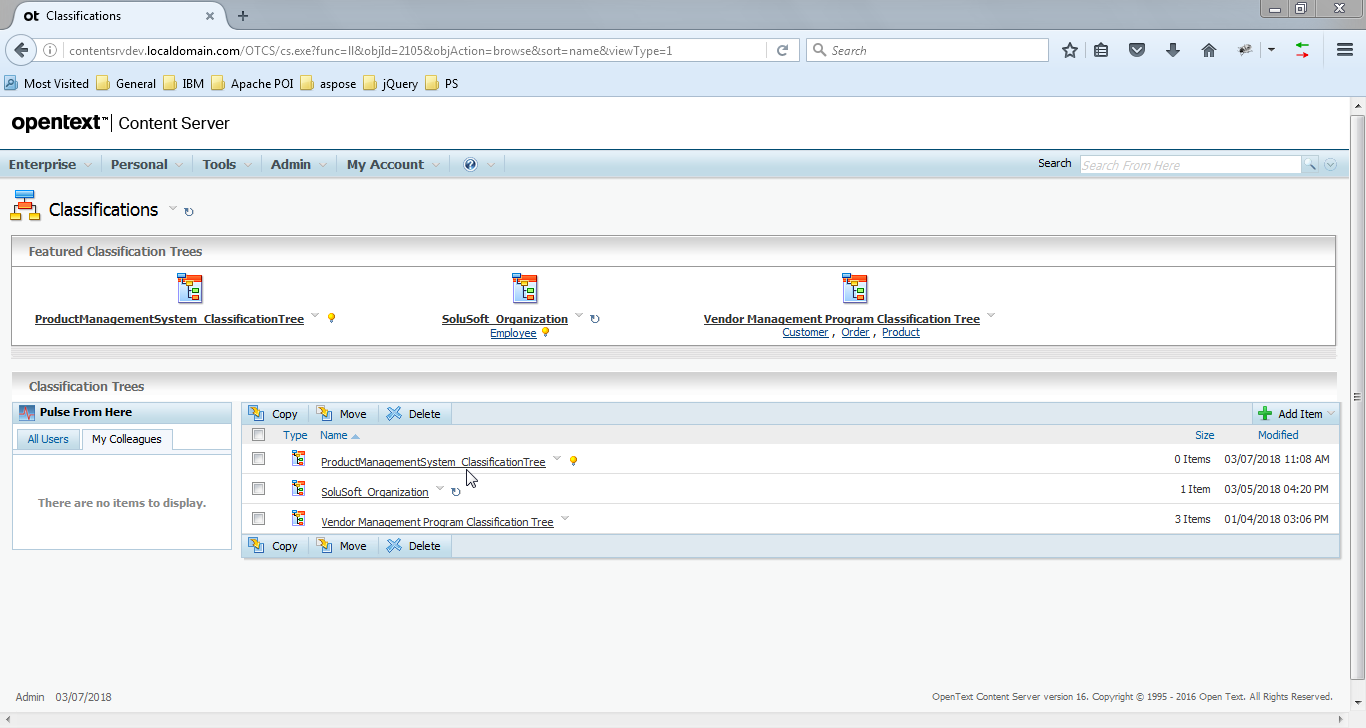 ot Classifications
contentsrvdev.localdomain.com/OTCS/cs.exe?func=ll&objId=2105&objAction=browse&sort=name&viewType=1
Search
Most Visited General IBM Apache POI aspose jQuery PS
opentext™ | Content Server
Enterprise Personal Tools Admin My Account ?
Search Search From Here
Classifications
Featured Classification Trees
ProductManagementSystem_ClassificationTree SoluSoft_Organization Vendor Management Program Classification Tree
Employee Customer , Order , Product
Classification Trees
Pulse From Here
All Users My Colleagues
There are no items to display.
Copy Move Delete Add Item
Type Name Size Modified
ProductManagementSystem_ClassificationTree 0 Items 03/07/2018 11:08 AM
SoluSoft_Organization 1 Item 03/05/2018 04:20 PM
Vendor Management Program Classification Tree 3 Items 01/04/2018 03:06 PM
Copy Move Delete
Admin 03/07/2018 OpenText Content Server version 16. Copyright © 1995 - 2016 Open Text. All Rights Reserved.